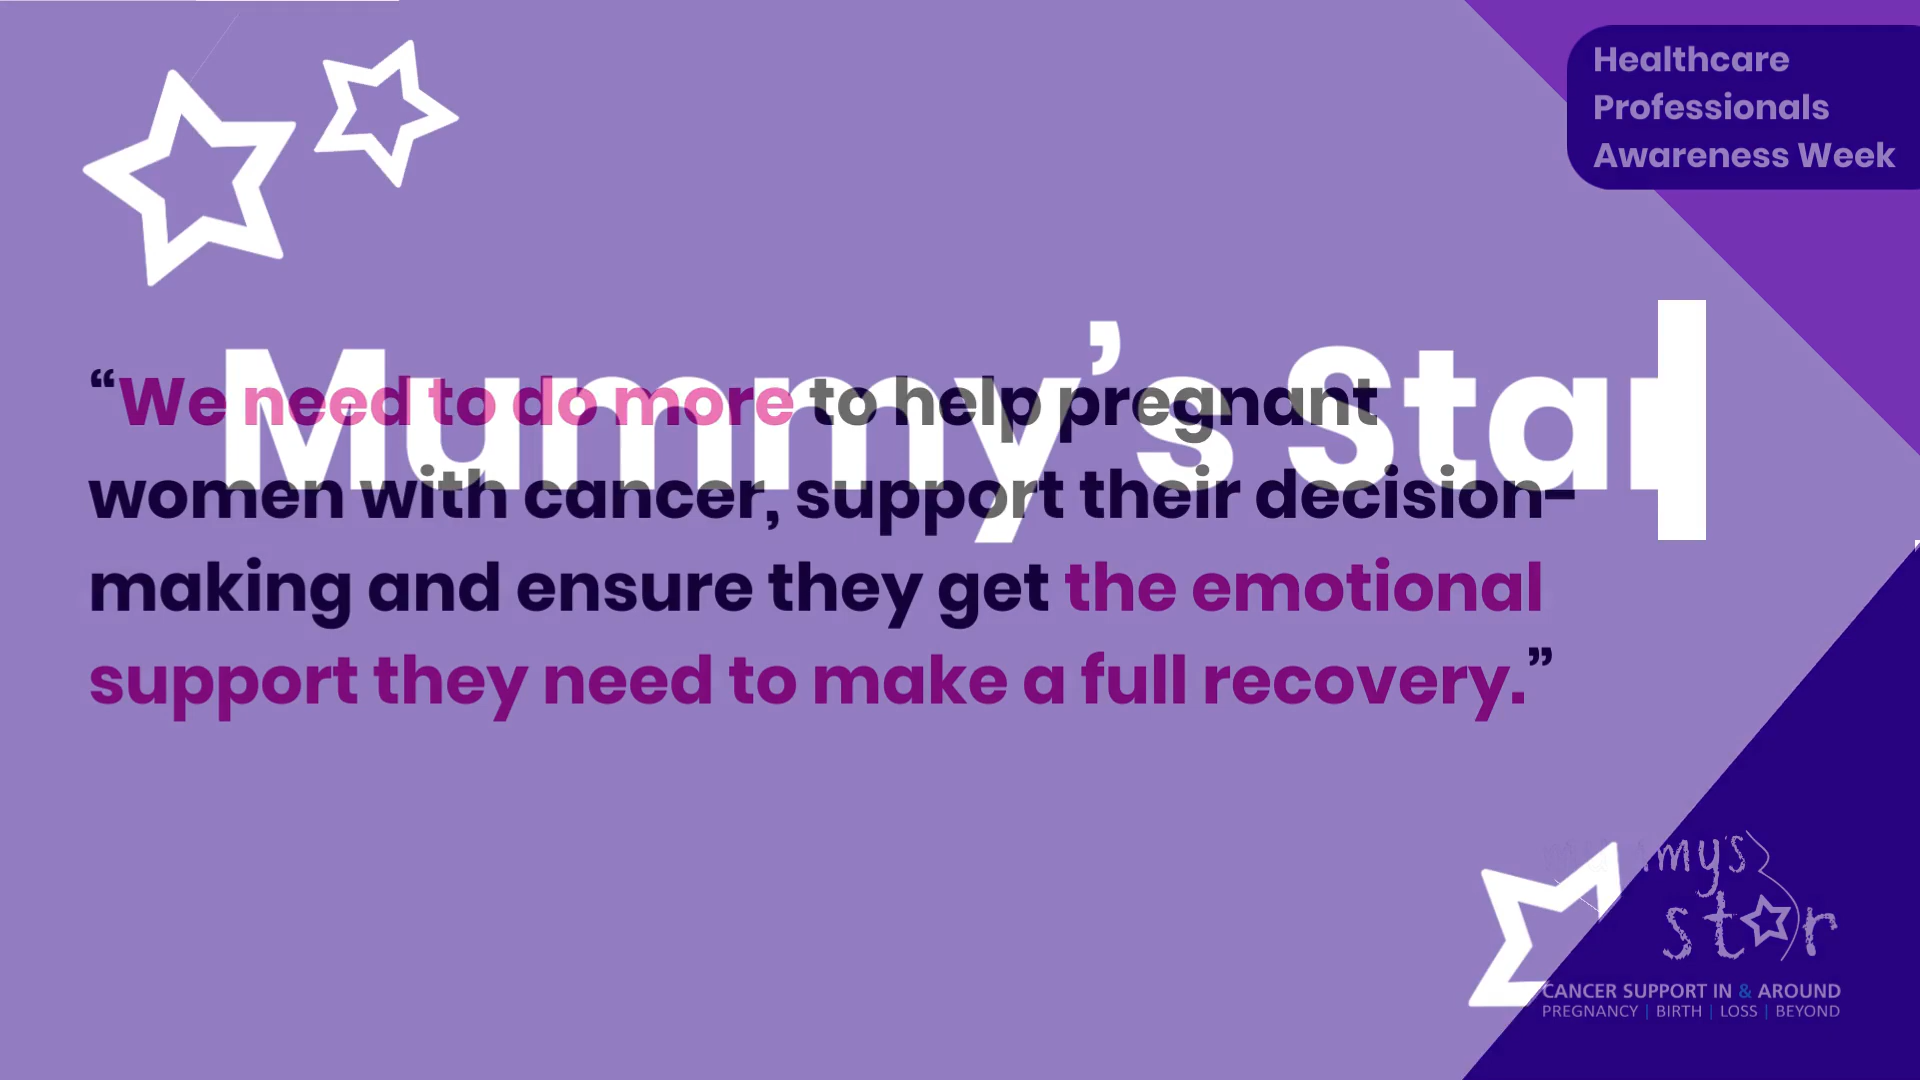 Healthcare
Professionals
Awareness Week
Mummy's Star
“We need to do more to help pregnant
women with cancer, support their decision-
making and ensure they get the emotional
support they need to make a full recovery.”
star
CANCER SUPPORT IN & AROUND
PREGNANCY | BIRTH | LOSS | BEYOND